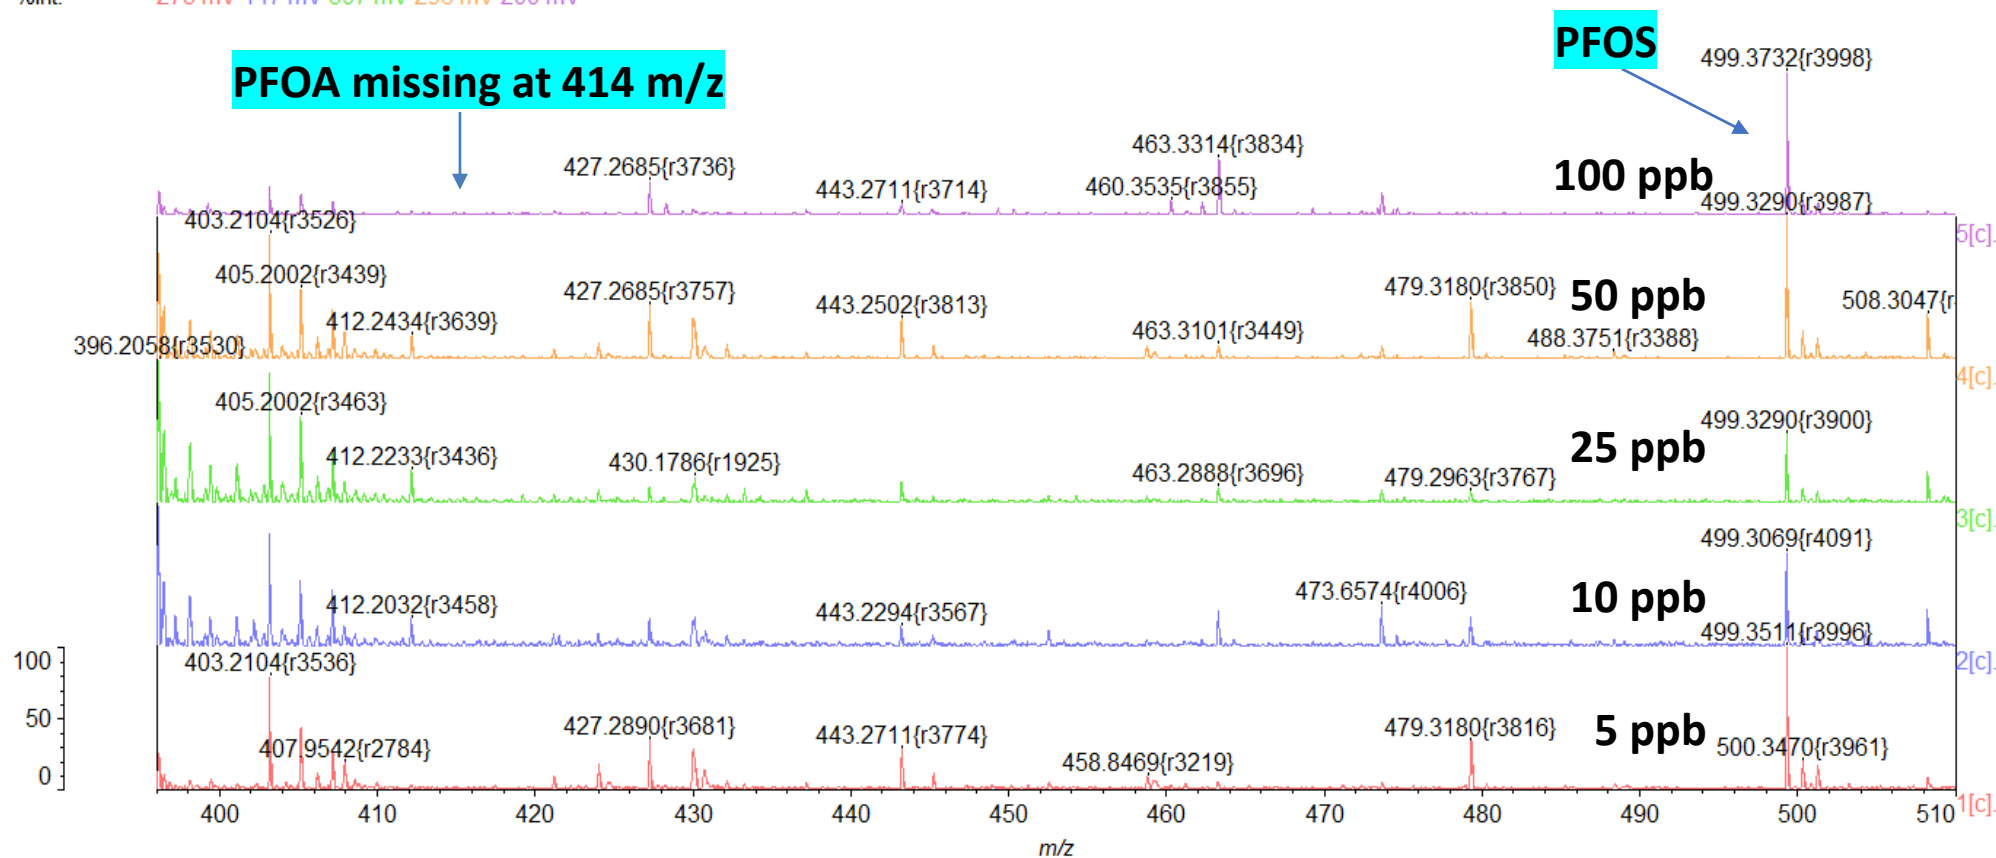 PFOS
499.3732{r3998}
PFOA missing at 414 m/z
463.3314{r3834}
427.2685{r3736}
443.2711{r3714}
460.3535{r3855}
100 ppb
499.3290{r3987}
403.2104{r3526}
5[c].
405.2002{r3439}
427.2685{r3757}
443.2502{r3813}
479.3180{r3850}
50 ppb
508.3047{r
412.2434{r3639}
463.3101{r3449}
488.3751{r3388}
396.2058{r3530}
4[c].
405.2002{r3463}
499.3290{r3900}
412.2233{r3436}
430.1786{r1925}
463.2888{r3696}
479.2963{r3767}
25 ppb
3[c].
499.3069{r4091}
412.2032{r3458}
443.2294{r3567}
473.6574{r4006}
10 ppb
499.3511{r3996}
100
403.2104{r3536}
2[c].
50
427.2890{r3681}
443.2711{r3774}
479.3180{r3816}
5 ppb
500.3470{r3961}
407.9542{r2784}
458.8469{r3219}
0
1[c].
400 410 420 430 440 450 460 470 480 490 500 510
m/z